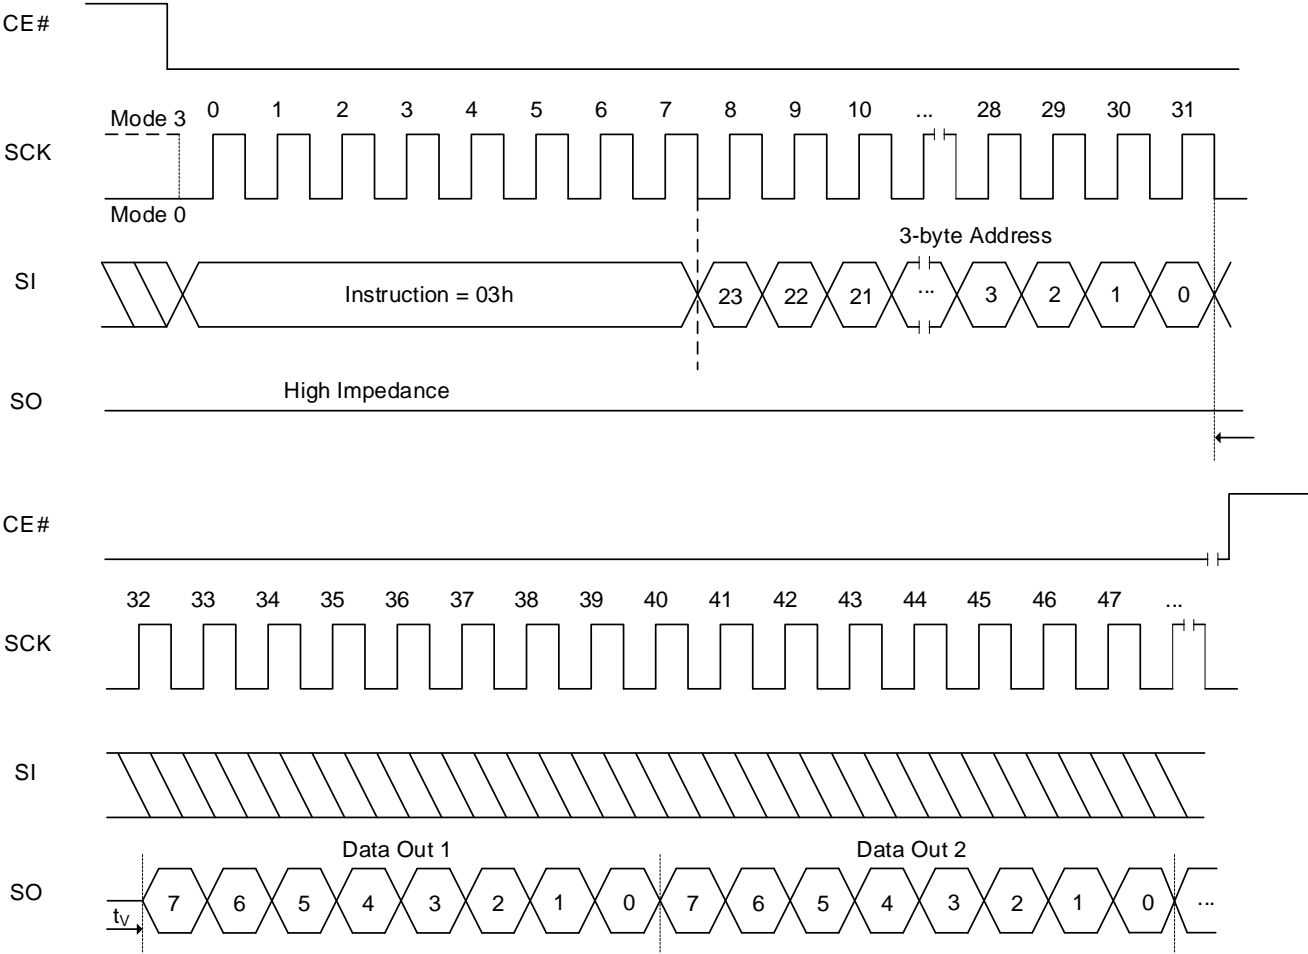 CE#
Mode 3
0 1 2 3 4 5 6 7 8 9 10 ... 28 29 30 31
SCK
Mode 0
3-byte Address
SI
Instruction = 03h
23 22 21 ... 3 2 1 0
High Impedance
SO
CE#
32 33 34 35 36 37 38 39 40 41 42 43 44 45 46 47 ...
SCK
SI
Data Out 1 Data Out 2
SO
7 6 5 4 3 2 1 0 7 6 5 4 3 2 1 0 ...
tV